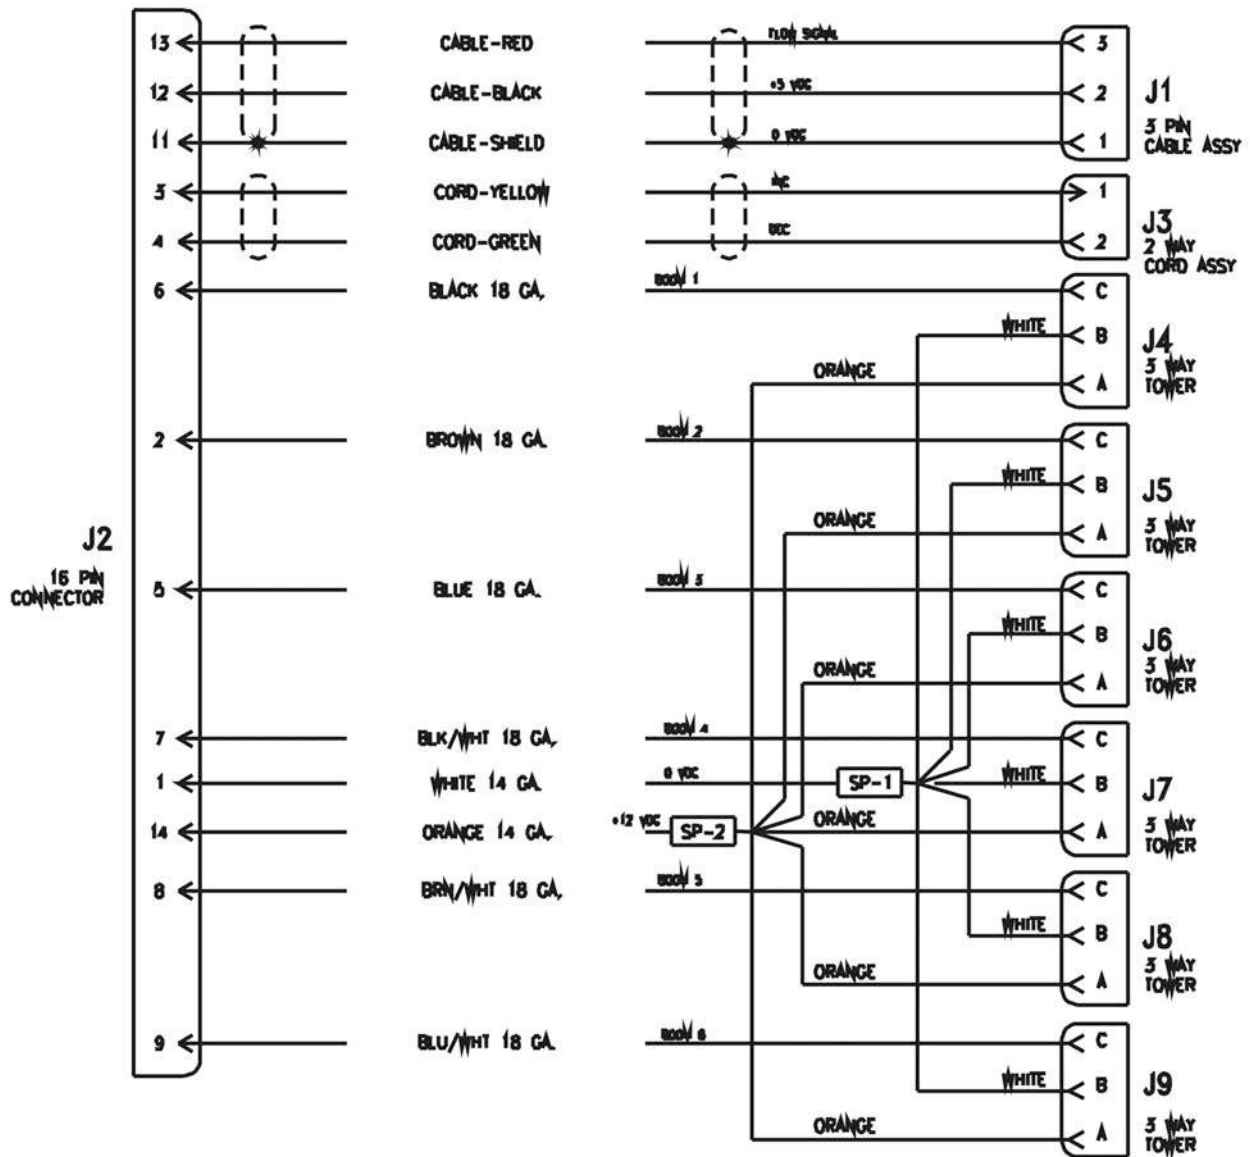 13 CABLE-RED FLOW SIGNAL 3
12 CABLE-BLACK +5 VDC 2 J1
11 CABLE-SHIELD 0 VDC 1 3 PIN
CABLE ASSY
3 CORD-YELLOW 1
4 CORD-GREEN 2 J3
2 WAY
CORD ASSY
6 BLACK 18 GA. BOOM 1 C
WHITE B J4
ORANGE A 3 WAY
TOWER
2 BROWN 18 GA. BOOM 2 C
WHITE B J5
ORANGE A 3 WAY
TOWER
J2
16 PIN
CONNECTOR
5 BLUE 18 GA. BOOM 3 C
WHITE B J6
ORANGE A 3 WAY
TOWER
7 BLK/WHT 18 GA. BOOM 4 C
1 WHITE 14 GA. 0 VDC SP-1 WHITE B J7
14 ORANGE 14 GA. +12 VDC SP-2 ORANGE A 3 WAY
TOWER
8 BRN/WHT 18 GA. BOOM 5 C
WHITE B J8
ORANGE A 3 WAY
TOWER
9 BLU/WHT 18 GA. BOOM 6 C
WHITE B J9
ORANGE A 3 WAY
TOWER